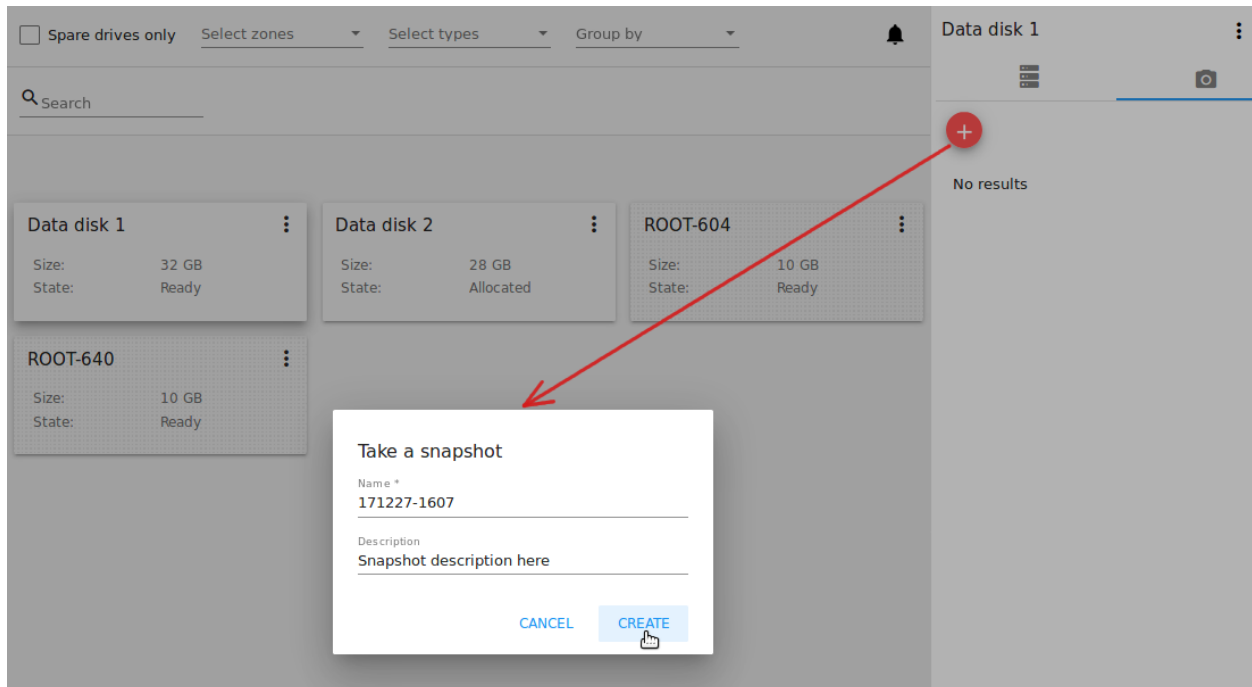 Spare drives only Select zones Select types Group by
Data disk 1
Search
No results
Data disk 1
Size: 32 GB
State: Ready
Data disk 2
Size: 28 GB
State: Allocated
ROOT-604
Size: 10 GB
State: Ready
ROOT-640
Size: 10 GB
State: Ready
Take a snapshot
Name *
171227-1607
Description
Snapshot description here
CANCEL CREATE